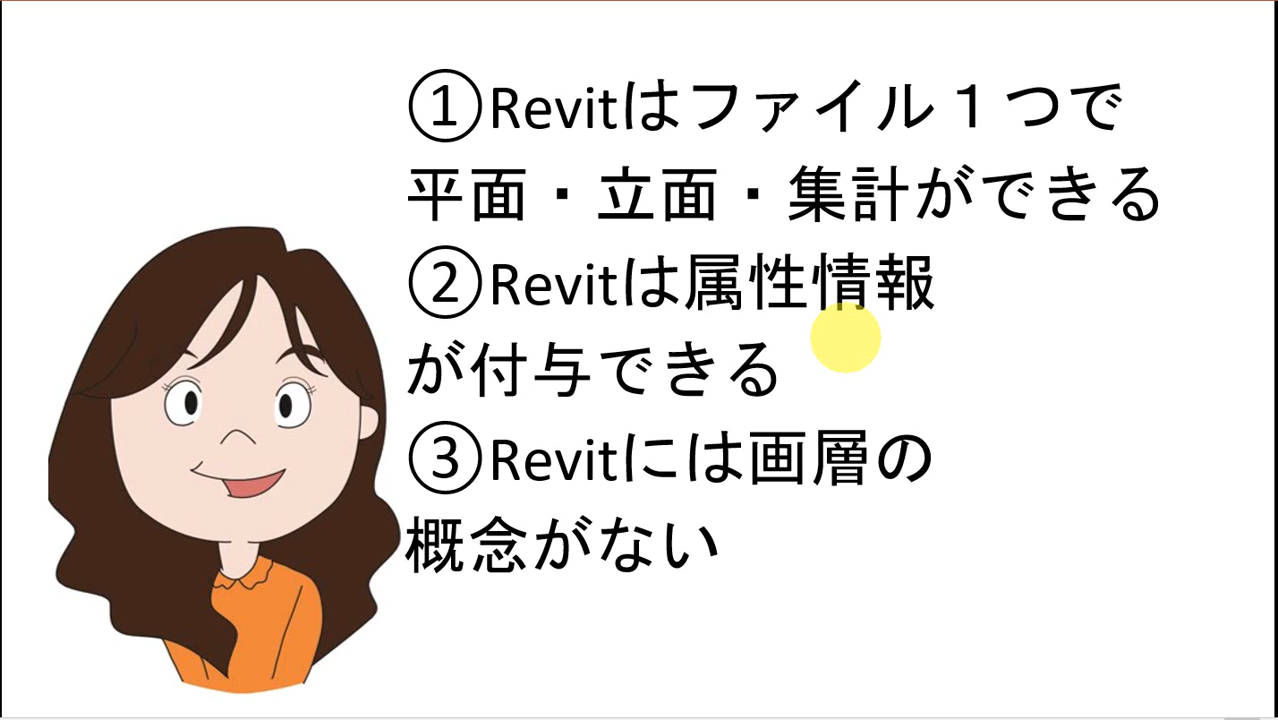 ①Revitはファイル１つで
平面・立面・集計ができる
②Revitは属性情報
が付与できる
③Revitには画層の
概念がない